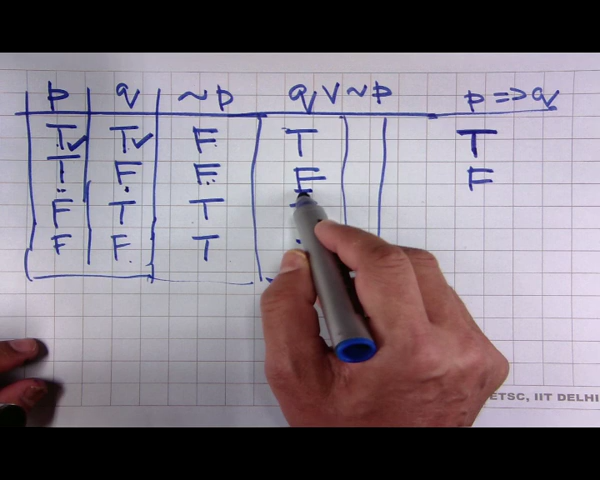 p q ~p q ∨ ~p p => q
T T F T T
T F F F F
F T T T
F F T
ETSC, IIT DELHI